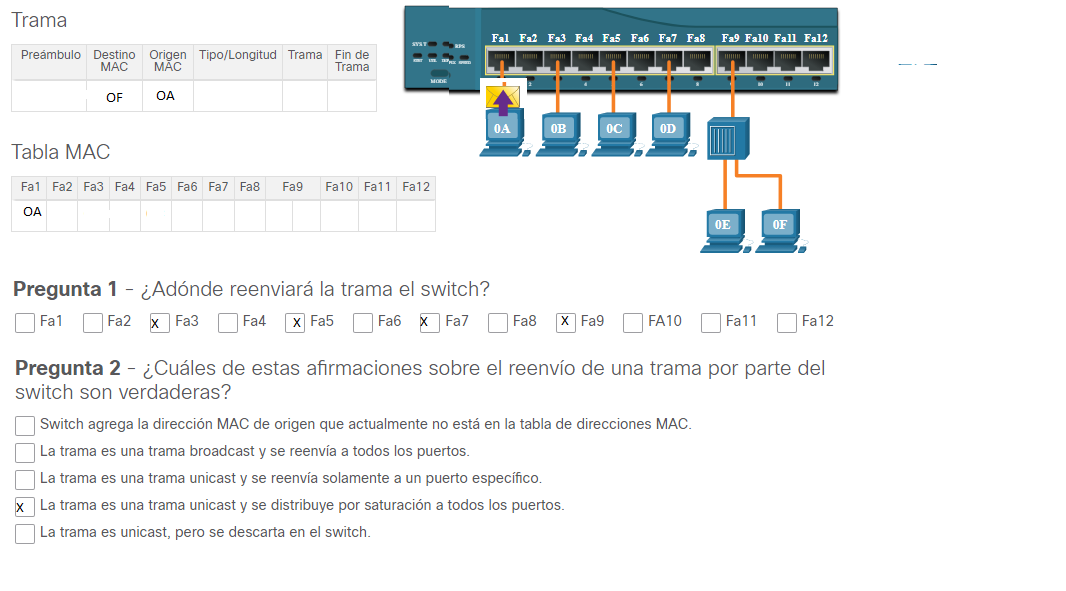 Trama
Preámbulo Destino MAC Origen MAC Tipo/Longitud Trama Fin de Trama
OF OA
Tabla MAC
Fa1 Fa2 Fa3 Fa4 Fa5 Fa6 Fa7 Fa8 Fa9 Fa10 Fa11 Fa12
OA
Fa1 Fa2 Fa3 Fa4 Fa5 Fa6 Fa7 Fa8 Fa9 Fa10 Fa11 Fa12
SYST RPS
MODE
0A 0B 0C 0D
0E 0F
Pregunta 1 - ¿Adónde reenviará la trama el switch?
Fa1 Fa2 x Fa3 Fa4 x Fa5 Fa6 x Fa7 Fa8 x Fa9 FA10 Fa11 Fa12
Pregunta 2 - ¿Cuáles de estas afirmaciones sobre el reenvío de una trama por parte del
switch son verdaderas?
Switch agrega la dirección MAC de origen que actualmente no está en la tabla de direcciones MAC.
La trama es una trama broadcast y se reenvía a todos los puertos.
La trama es una trama unicast y se reenvía solamente a un puerto específico.
x La trama es una trama unicast y se distribuye por saturación a todos los puertos.
La trama es unicast, pero se descarta en el switch.